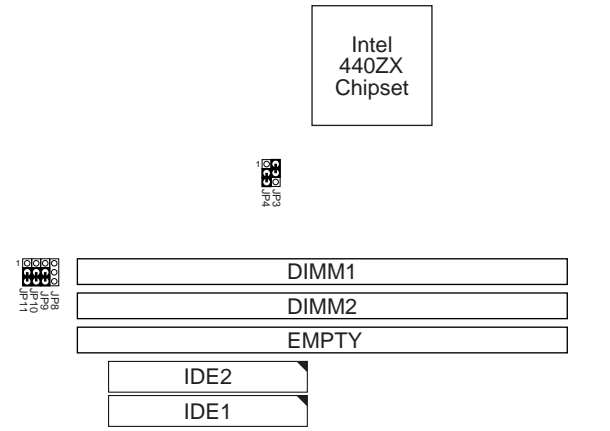 Intel
440ZX
Chipset
1
JP4
JP3
1
JP11
JP10
JP9
JP8
DIMM1
DIMM2
EMPTY
IDE2
IDE1